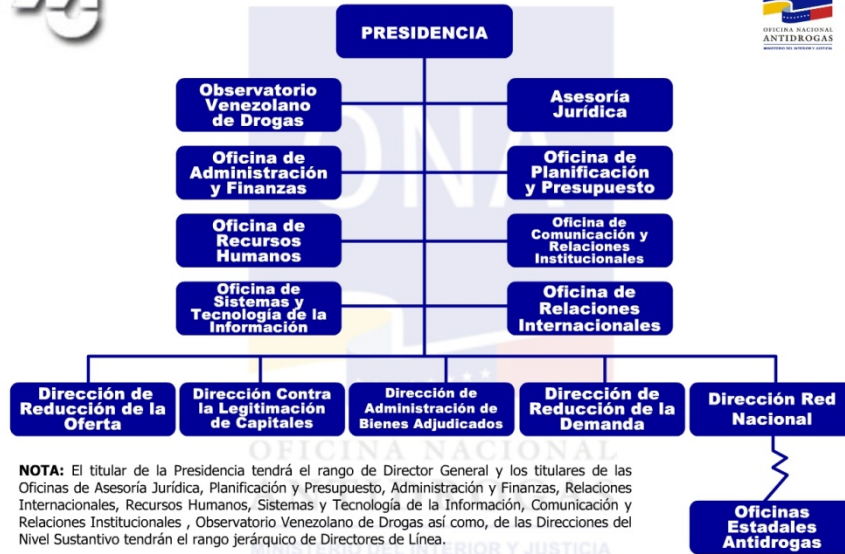 OFICINA NACIONAL
ANTIDROGAS
MINISTERIO DEL INTERIOR Y JUSTICIA
PRESIDENCIA
Observatorio
Venezolano
de Drogas
Asesoría
Jurídica
Oficina de
Administración
y Finanzas
Oficina de
Planificación
y Presupuesto
Oficina de
Recursos
Humanos
Oficina de
Comunicación y
Relaciones
Institucionales
Oficina de
Sistemas y
Tecnología de la
Información
Oficina de
Relaciones
Internacionales
Dirección de
Reducción de la
Oferta
Dirección Contra
la Legitimación
de Capitales
Dirección de
Administración de
Bienes Adjudicados
Dirección de
Reducción de la
Demanda
Dirección Red
Nacional
Oficinas
Estadales
Antidrogas
NOTA: El titular de la Presidencia tendrá el rango de Director General y los titulares de las
Oficinas de Asesoría Jurídica, Planificación y Presupuesto, Administración y Finanzas, Relaciones
Internacionales, Recursos Humanos, Sistemas y Tecnología de la Información, Comunicación y
Relaciones Institucionales , Observatorio Venezolano de Drogas así como, de las Direcciones del
Nivel Sustantivo tendrán el rango jerárquico de Directores de Línea.
ONA
OFICINA NACIONAL
ANTIDROGAS
MINISTERIO DEL INTERIOR Y JUSTICIA